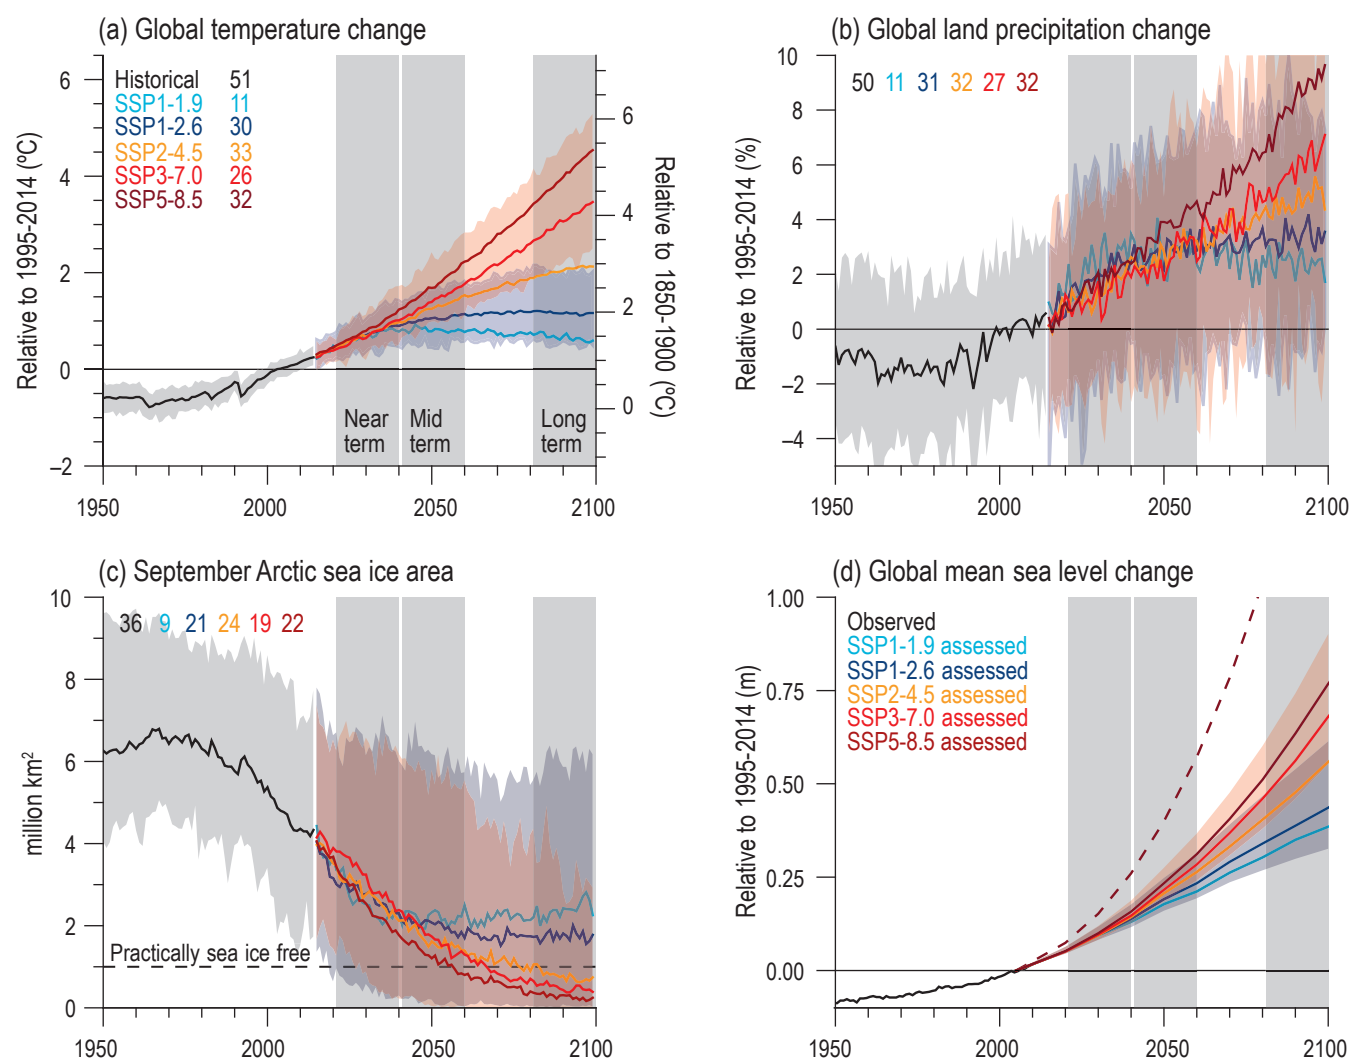 (a) Global temperature change
Relative to 1995-2014 (ºC)
6
4
2
0
–2
Historical 51
SSP1-1.9 11
SSP1-2.6 30
SSP2-4.5 33
SSP3-7.0 26
SSP5-8.5 32
Near term
Mid term
Long term
6
4
2
0
Relative to 1850-1900 (ºC)
1950 2000 2050 2100
(b) Global land precipitation change
Relative to 1995-2014 (%)
10
8
6
4
2
0
–2
–4
50 11 31 32 27 32
1950 2000 2050 2100
(c) September Arctic sea ice area
million km²
10
8
6
4
2
0
36 9 21 24 19 22
Practically sea ice free
1950 2000 2050 2100
(d) Global mean sea level change
Relative to 1995-2014 (m)
1.00
0.75
0.50
0.25
0.00
Observed
SSP1-1.9 assessed
SSP1-2.6 assessed
SSP2-4.5 assessed
SSP3-7.0 assessed
SSP5-8.5 assessed
1950 2000 2050 2100